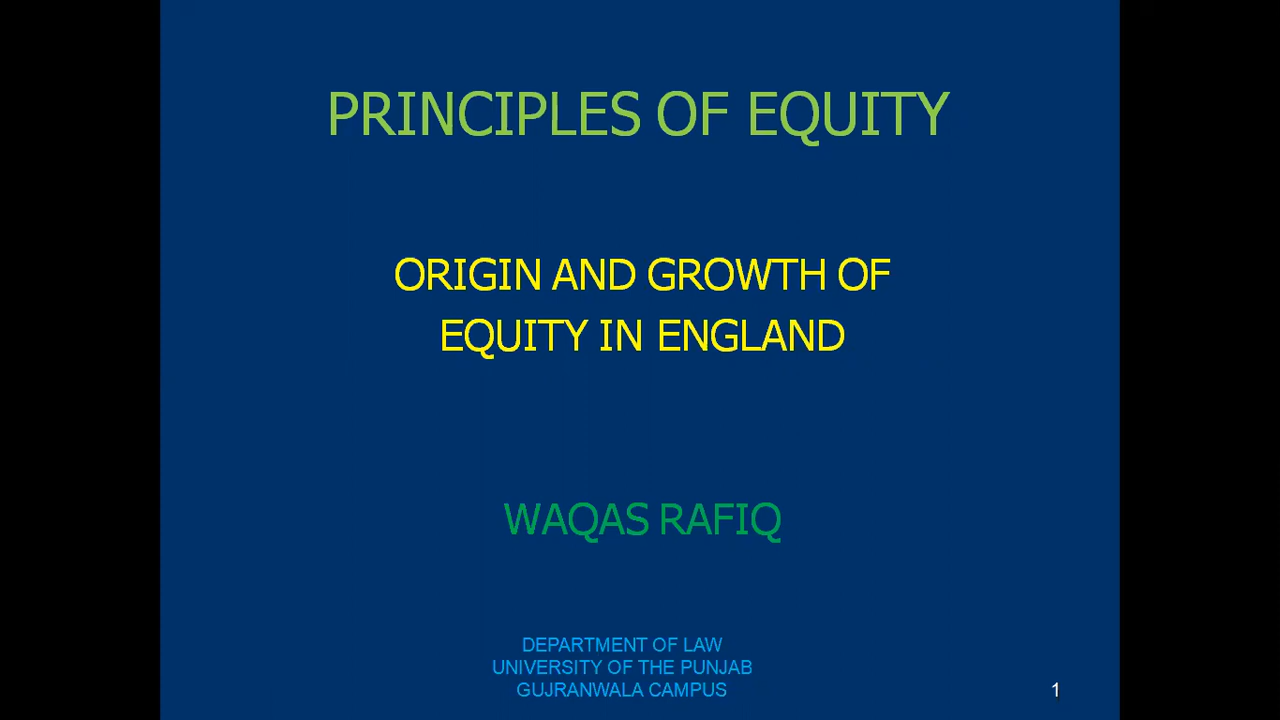 PRINCIPLES OF EQUITY
ORIGIN AND GROWTH OF
EQUITY IN ENGLAND
WAQAS RAFIQ
DEPARTMENT OF LAW
UNIVERSITY OF THE PUNJAB
GUJRANWALA CAMPUS
1